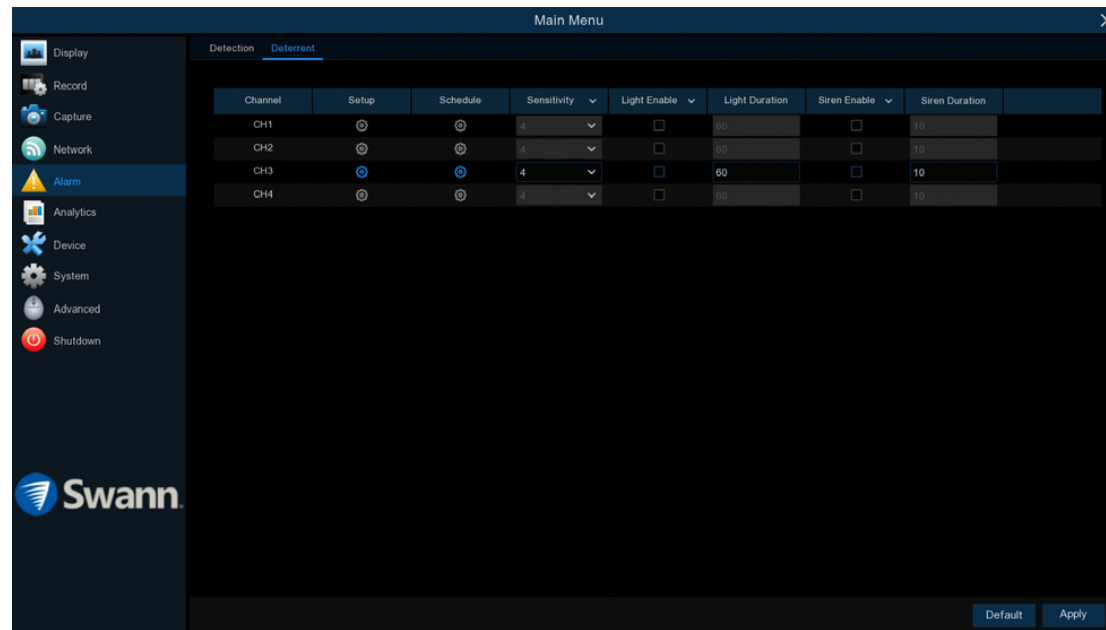 Main Menu
Display
Record
Capture
Network
Alarm
Analytics
Device
System
Advanced
Shutdown
Swann
Detection Deterrent
Channel Setup Schedule Sensitivity Light Enable Light Duration Siren Enable Siren Duration
CH1 4 60 10
CH2 4 60 10
CH3 4 60 10
CH4 4 60 10
Default Apply